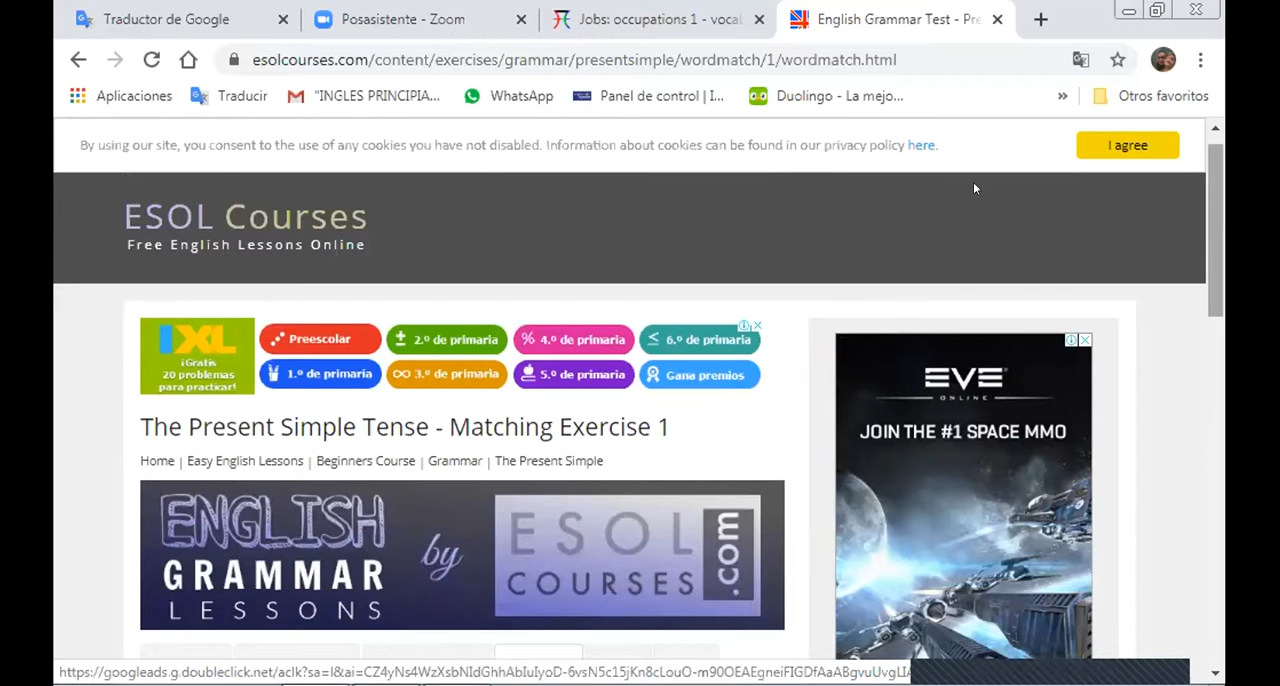 Traductor de Google
Posasistente - Zoom
Jobs: occupations 1 - vocab
English Grammar Test - Pre
esolcourses.com/content/exercises/grammar/presentsimple/wordmatch/1/wordmatch.html
Aplicaciones
Traducir
"INGLES PRINCIPIA...
WhatsApp
Panel de control | I...
Duolingo - La mejo...
»
Otros favoritos
By using our site, you consent to the use of any cookies you have not disabled. Information about cookies can be found in our privacy policy here.
I agree
ESOL Courses
Free English Lessons Online
IXL
¡Gratis
20 problemas
para practicar!
Preescolar
2.º de primaria
4.º de primaria
6.º de primaria
1.º de primaria
3.º de primaria
5.º de primaria
Gana premios
EVE
ONLINE
JOIN THE #1 SPACE MMO
The Present Simple Tense - Matching Exercise 1
Home | Easy English Lessons | Beginners Course | Grammar | The Present Simple
ENGLISH
GRAMMAR
LESSONS
by
ESOL
COURSES
.com